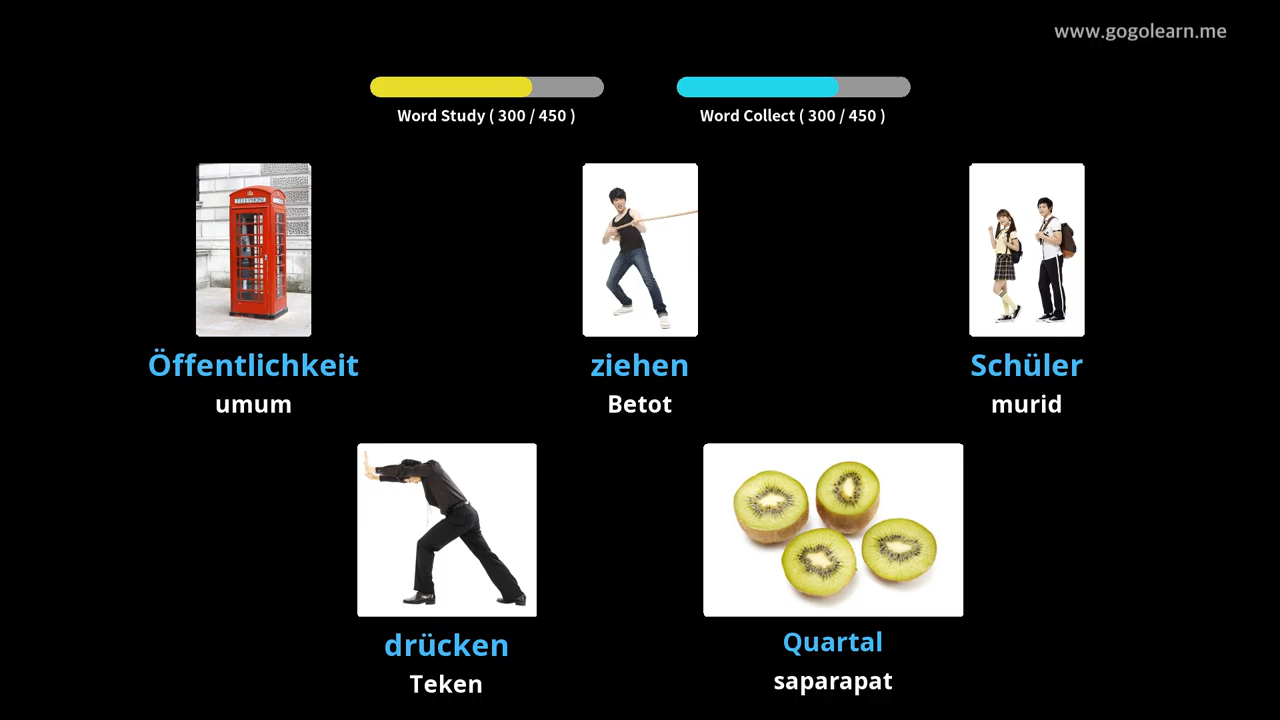 www.gogolearn.me
Word Study ( 300 / 450 )
Word Collect ( 300 / 450 )
TELEPHONE
Öffentlichkeit
umum
ziehen
Betot
Schüler
murid
drücken
Teken
Quartal
saparapat